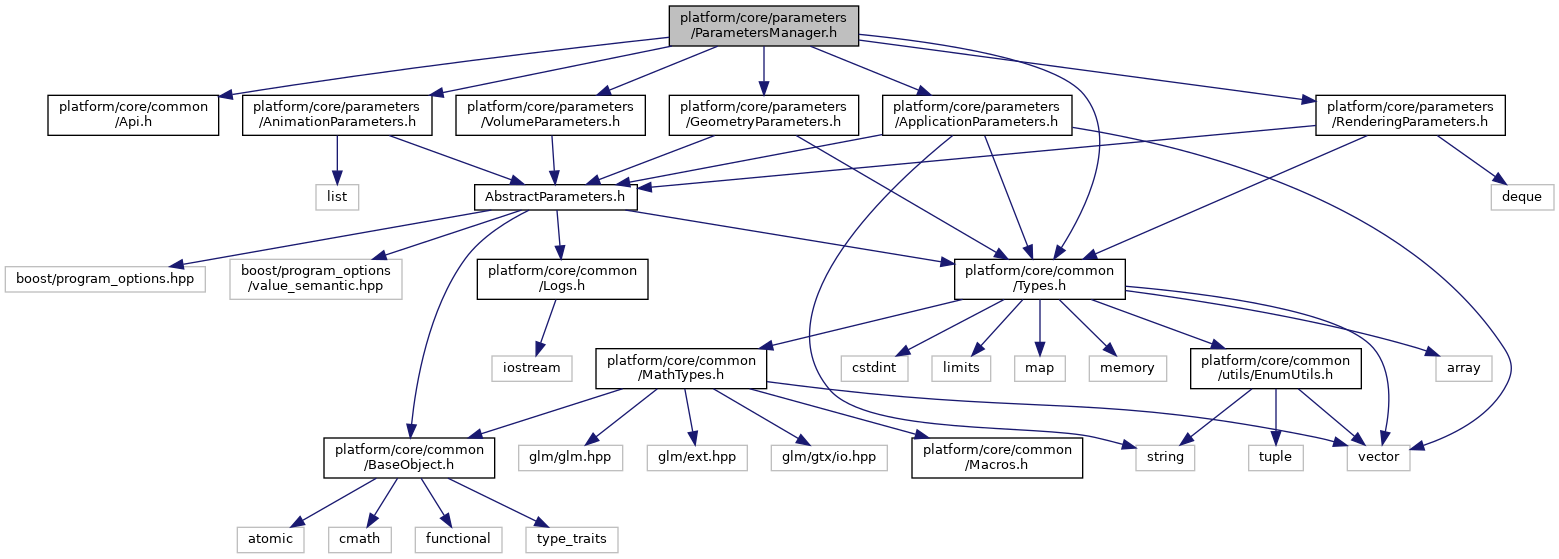 platform/core/parameters
/ParametersManager.h
platform/core/common
/Api.h
platform/core/parameters
/AnimationParameters.h
platform/core/parameters
/VolumeParameters.h
platform/core/parameters
/GeometryParameters.h
platform/core/parameters
/ApplicationParameters.h
platform/core/parameters
/RenderingParameters.h
list
AbstractParameters.h
deque
boost/program_options.hpp
boost/program_options
/value_semantic.hpp
platform/core/common
/Logs.h
platform/core/common
/Types.h
iostream
platform/core/common
/MathTypes.h
cstdint
limits
map
memory
platform/core/common
/utils/EnumUtils.h
array
platform/core/common
/BaseObject.h
glm/glm.hpp
glm/ext.hpp
glm/gtx/io.hpp
platform/core/common
/Macros.h
string
tuple
vector
atomic
cmath
functional
type_traits